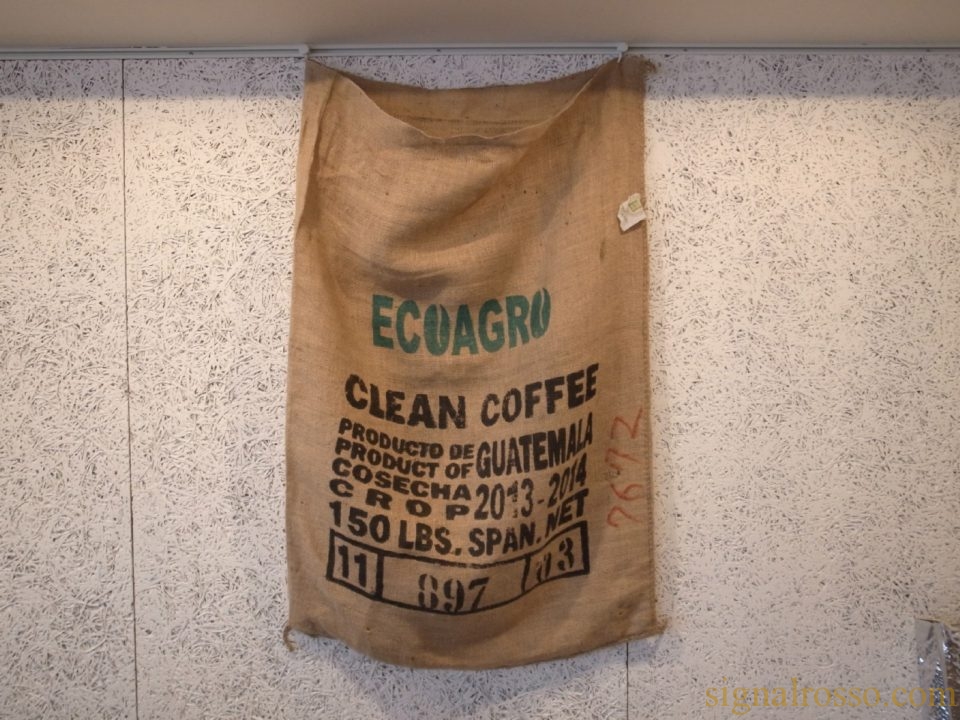 ECOAGRO
CLEAN COFFEE
PRODUCTO DE
PRODUCT OF GUATEMALA
COSECHA
CROP 2013-2014
150 LBS. SPAN. NET
11 897
7672
signalrosso.com